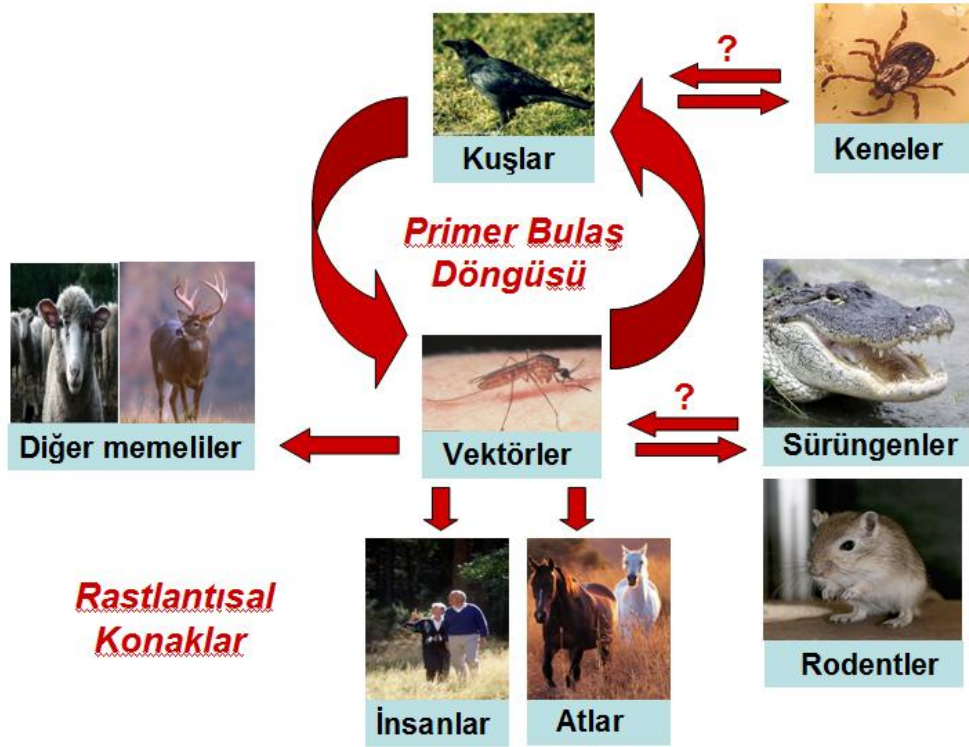 ?
Kuşlar
Keneler
Primer Bulaş
Döngüsü
?
Diğer memeliler
Vektörler
Sürüngenler
Rastlantısal
Konaklar
İnsanlar
Atlar
Rodentler